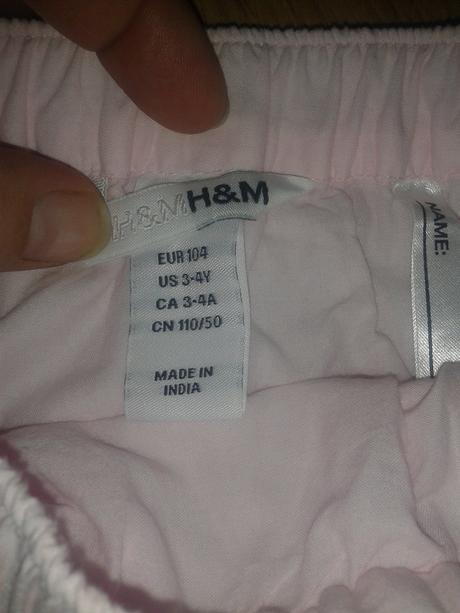 H&M H&M
EUR 104
US 3-4Y
CA 3-4A
CN 110/50
MADE IN
INDIA
NAME: